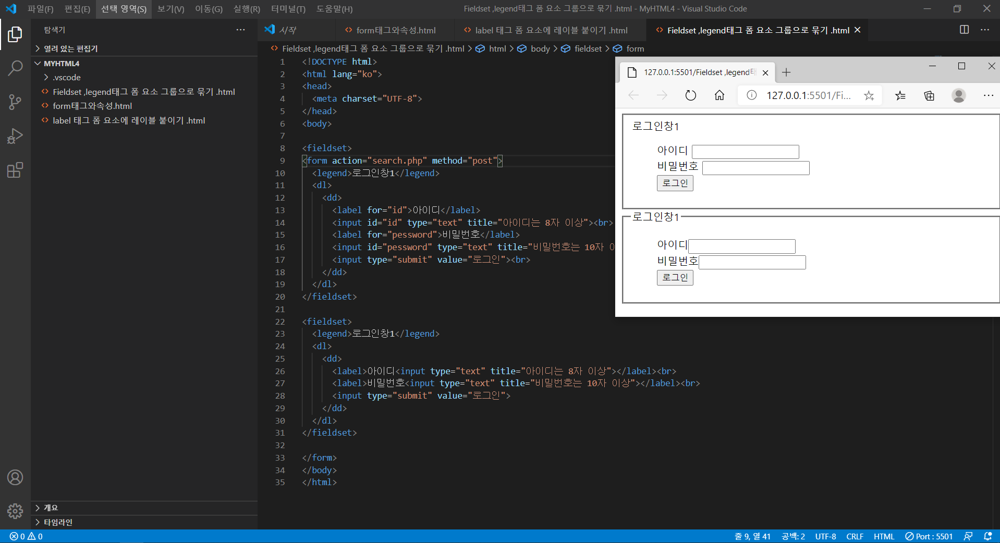 파일(F) 편집(E) 선택 영역(S) 보기(V) 이동(G) 실행(R) 터미널(T) 도움말(H)
Fieldset ,legend태그 폼 요소 그룹으로 묶기 .html - MyHTML4 - Visual Studio Code
탐색기
열려 있는 편집기
MYHTML4
.vscode
Fieldset ,legend태그 폼 요소 그룹으로 묶기 .html
form태그와속성.html
label 태그 폼 요소에 레이블 붙이기 .html
개요
타임라인
시작
form태그와속성.html
label 태그 폼 요소에 레이블 붙이기 .html
Fieldset ,legend태그 폼 요소 그룹으로 묶기 .html
Fieldset ,legend태그 폼 요소 그룹으로 묶기 .html > html > body > fieldset > form
1 <!DOCTYPE html>
2 <html lang="ko">
3 <head>
4 <meta charset="UTF-8">
5 </head>
6 <body>
7
8 <fieldset>
9 <form action="search.php" method="post">
10 <legend>로그인창1</legend>
11 <dl>
12 <dd>
13 <label for="id">아이디</label>
14 <input id="id" type="text" title="아이디는 8자 이상"><br>
15 <label for="pessword">비밀번호</label>
16 <input id="pessword" type="text" title="비밀번호는 10자 이
17 <input type="submit" value="로그인"><br>
18 </dd>
19 </dl>
20 </fieldset>
21
22 <fieldset>
23 <legend>로그인창1</legend>
24 <dl>
25 <dd>
26 <label>아이디<input type="text" title="아이디는 8자 이상"></label><br>
27 <label>비밀번호<input type="text" title="비밀번호는 10자 이상"></label><br>
28 <input type="submit" value="로그인">
29 </dd>
30 </dl>
31 </fieldset>
32
33 </form>
34 </body>
35 </html>
127.0.0.1:5501/Fieldset ,legend태
127.0.0.1:5501/Fi...
로그인창1
아이디
비밀번호
로그인
로그인창1
아이디
비밀번호
로그인
0 0
줄 9, 열 41 공백: 2 UTF-8 CRLF HTML Port : 5501